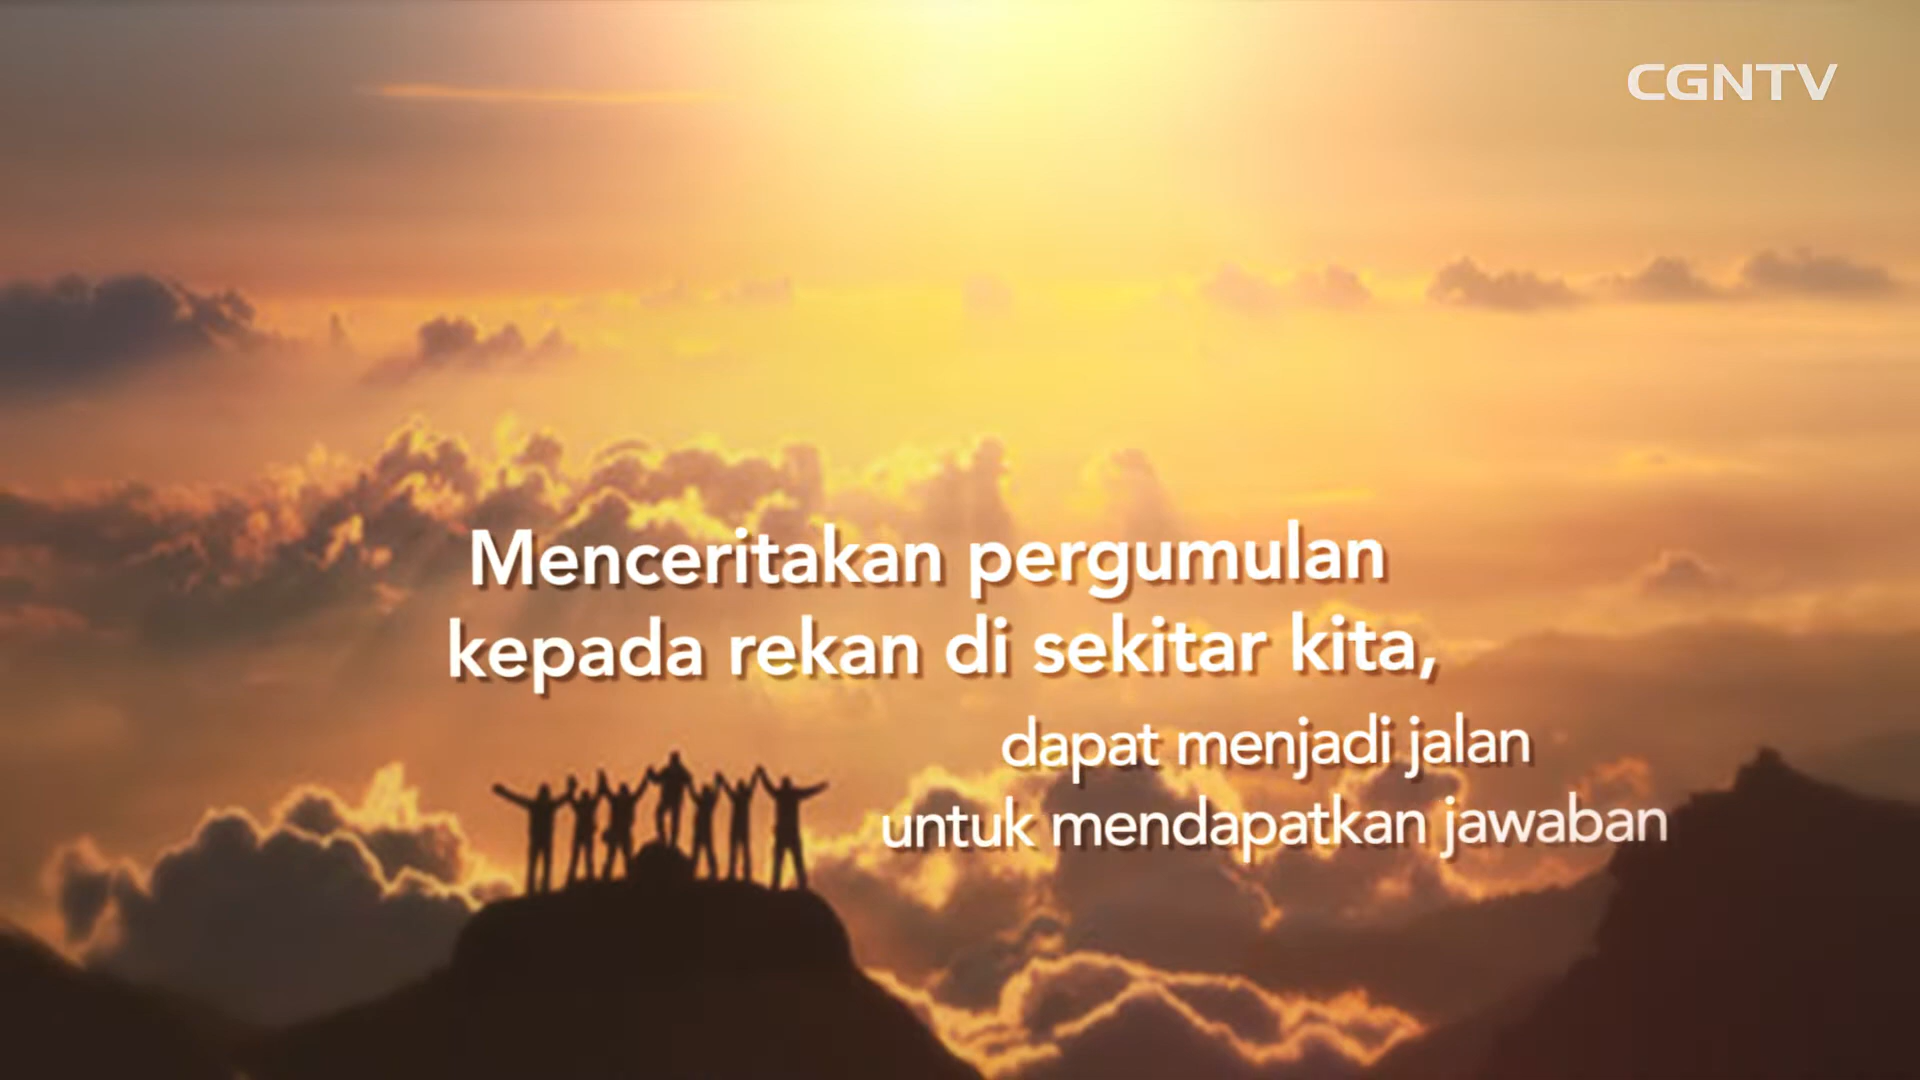 CGNTV
Menceritakan pergumulan
kepada rekan di sekitar kita,
dapat menjadi jalan
untuk mendapatkan jawaban